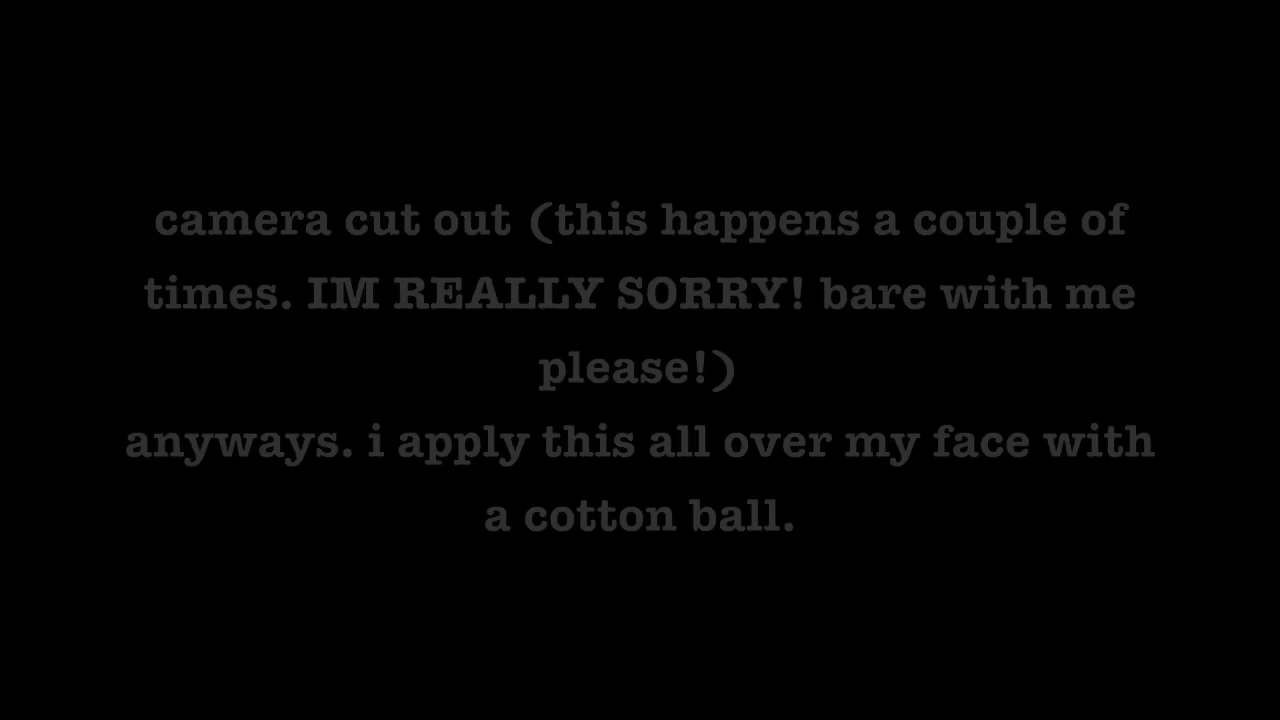 camera cut out (this happens a couple of
times. IM REALLY SORRY! bare with me
please!)
anyways. i apply this all over my face with
a cotton ball.